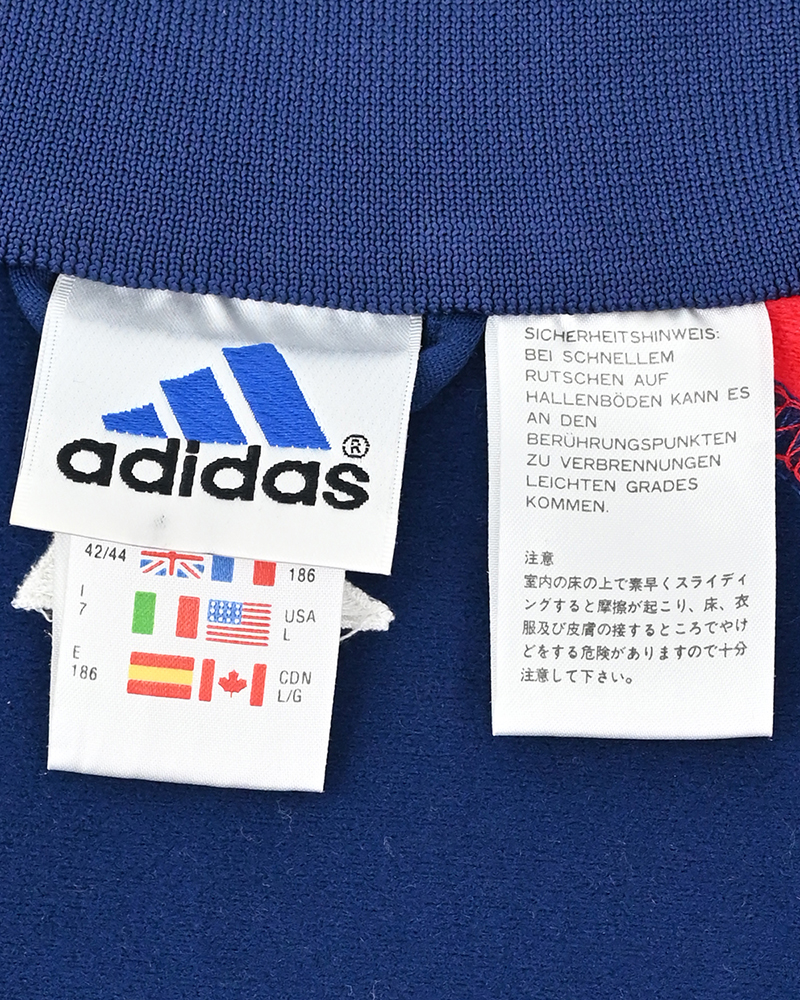 adidas®
42/44
186
I
7
USA
L
E
186
CDN
L/G
SICHERHEITSHINWEIS:
BEI SCHNELLEM
RUTSCHEN AUF
HALLENBÖDEN KANN ES
AN DEN
BERÜHRUNGSPUNKTEN
ZU VERBRENNUNGEN
LEICHTEN GRADES
KOMMEN.
注意
室内の床の上で素早くスライディ
ングすると摩擦が起こり、床、衣
服及び皮膚の接するところでやけ
どをする危険がありますので十分
注意して下さい。